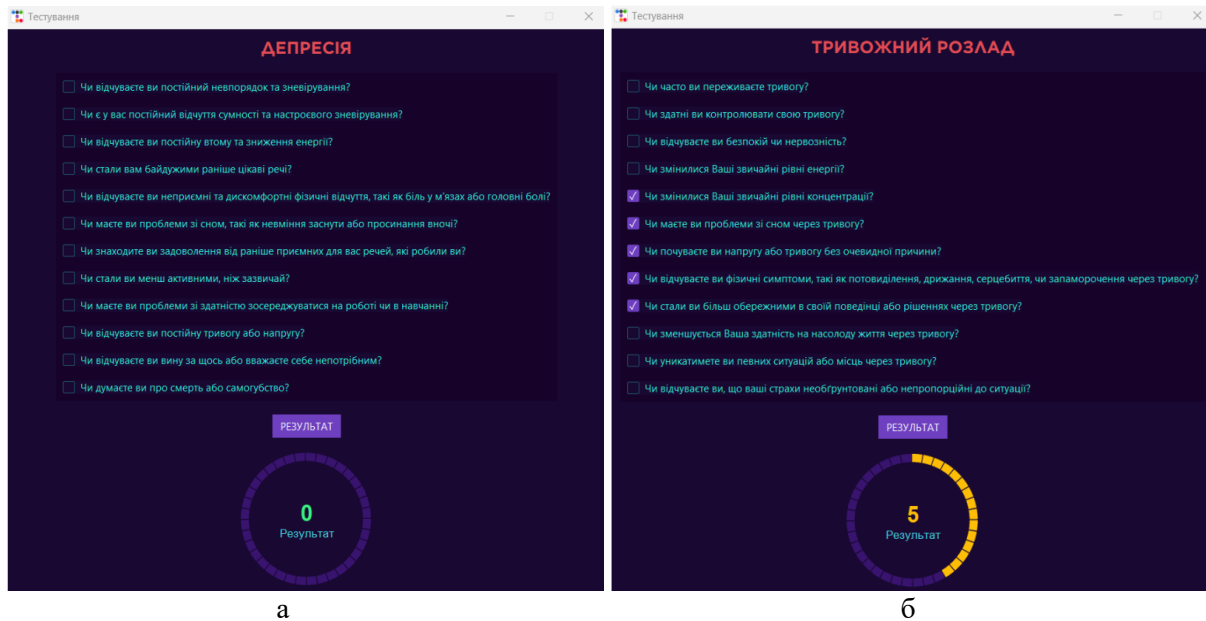 Тестування
ДЕПРЕСІЯ
Чи відчуваєте ви постійний невпорядок та зневірування?
Чи є у вас постійний відчуття сумності та настроєвого зневірування?
Чи відчуваєте ви постійну втому та зниження енергії?
Чи стали вам байдужими раніше цікаві речі?
Чи відчуваєте ви неприємні та дискомфортні фізичні відчуття, такі як біль у м'язах або головні болі?
Чи маєте ви проблеми зі сном, такі як невміння заснути або просинання вночі?
Чи знаходите ви задоволення від раніше приємних для вас речей, які робили ви?
Чи стали ви менш активними, ніж зазвичай?
Чи маєте ви проблеми зі здатністю зосереджуватися на роботі чи в навчанні?
Чи відчуваєте ви постійну тривогу або напругу?
Чи відчуваєте ви вину за щось або вважаєте себе непотрібним?
Чи думаєте ви про смерть або самогубство?
РЕЗУЛЬТАТ
0
Результат
а
Тестування
ТРИВОЖНИЙ РОЗЛАД
Чи часто ви переживаєте тривогу?
Чи здатні ви контролювати свою тривогу?
Чи відчуваєте ви безпокій чи нервозність?
Чи змінилися Ваші звичайні рівні енергії?
Чи змінилися Ваші звичайні рівні концентрації?
Чи маєте ви проблеми зі сном через тривогу?
Чи почуваєте ви напругу або тривогу без очевидної причини?
Чи відчуваєте ви фізичні симптоми, такі як потовиділення, дрижання, серцебиття, чи запаморочення через тривогу?
Чи стали ви більш обережними в своїй поведінці або рішеннях через тривогу?
Чи зменшується Ваша здатність на насолоду життя через тривогу?
Чи уникатимете ви певних ситуацій або місць через тривогу?
Чи відчуваєте ви, що ваші страхи необґрунтовані або непропорційні до ситуації?
РЕЗУЛЬТАТ
5
Результат
б